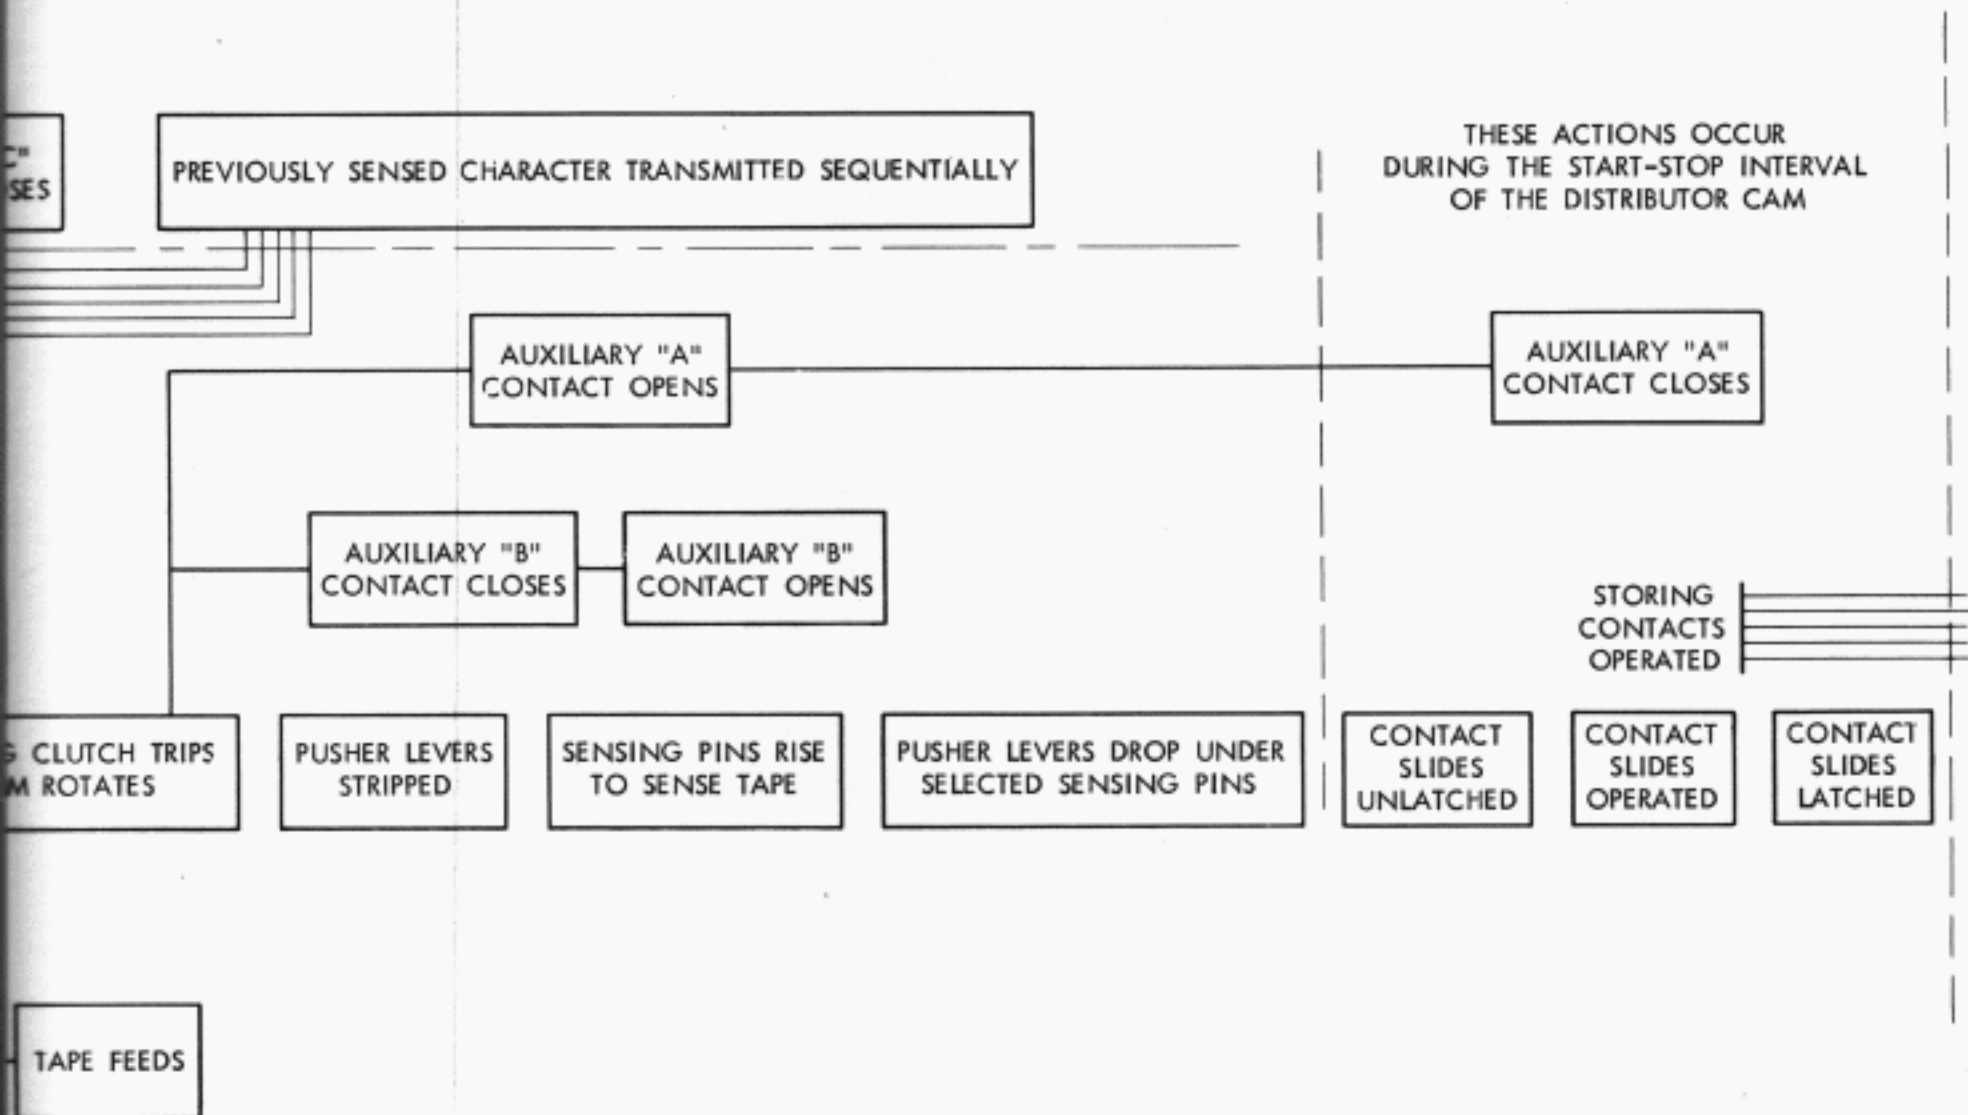 C"
SES
PREVIOUSLY SENSED CHARACTER TRANSMITTED SEQUENTIALLY
THESE ACTIONS OCCUR
DURING THE START-STOP INTERVAL
OF THE DISTRIBUTOR CAM
AUXILIARY "A"
CONTACT OPENS
AUXILIARY "A"
CONTACT CLOSES
AUXILIARY "B"
CONTACT CLOSES
AUXILIARY "B"
CONTACT OPENS
STORING
CONTACTS
OPERATED
G CLUTCH TRIPS
M ROTATES
PUSHER LEVERS
STRIPPED
SENSING PINS RISE
TO SENSE TAPE
PUSHER LEVERS DROP UNDER
SELECTED SENSING PINS
CONTACT
SLIDES
UNLATCHED
CONTACT
SLIDES
OPERATED
CONTACT
SLIDES
LATCHED
TAPE FEEDS